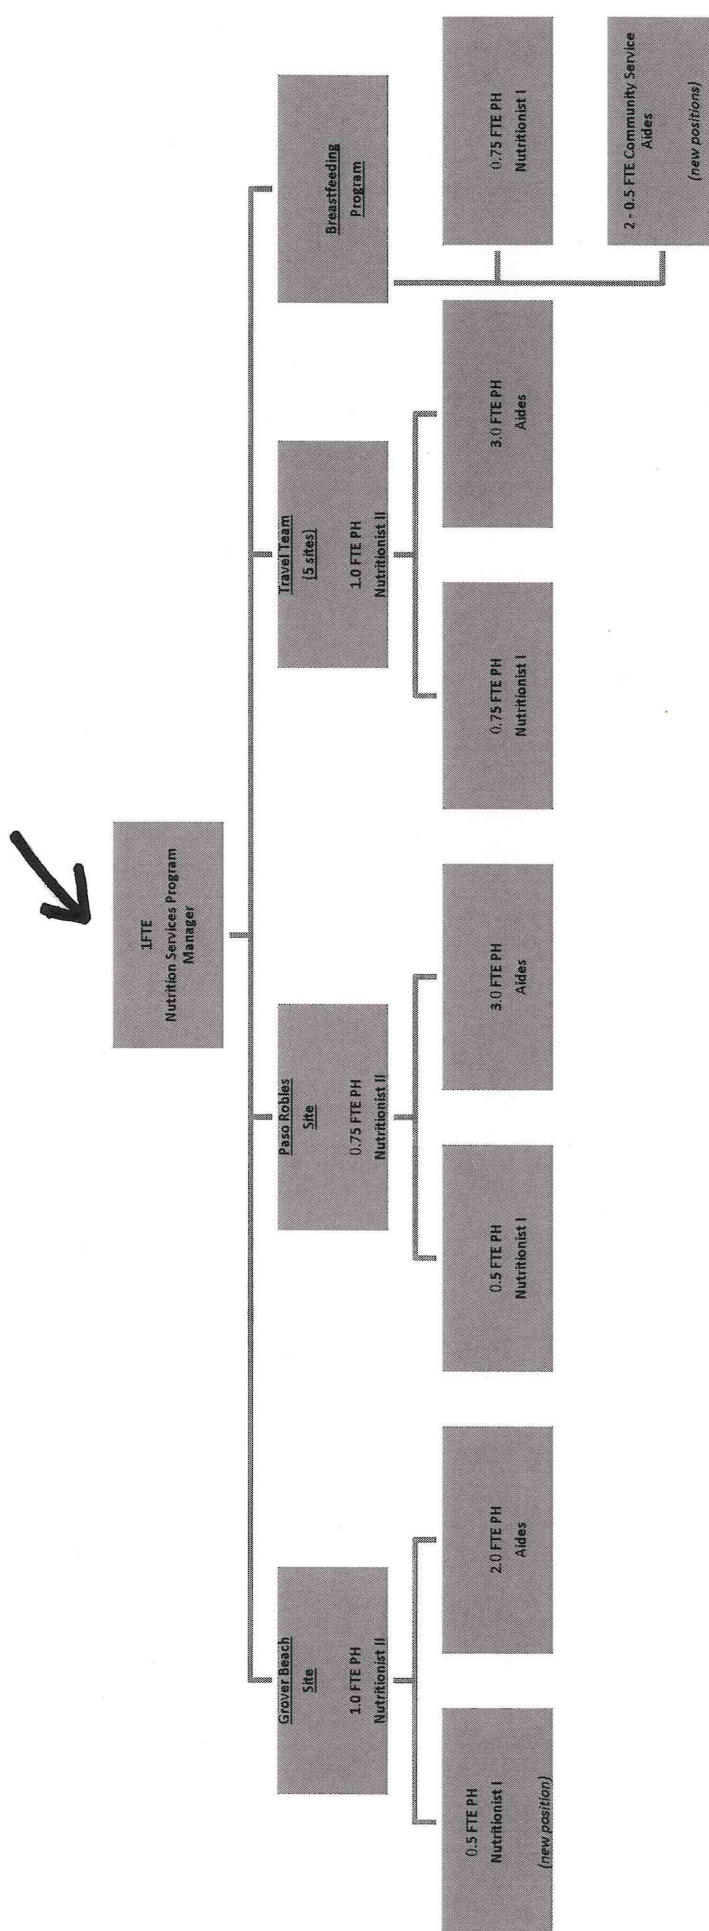 1FTE
Nutrition Services Program
Manager
Grover Beach
Site
1.0 FTE PH
Nutritionist II
Paso Robles
Site
0.75 FTE PH
Nutritionist II
Travel Team
(5 sites)
1.0 FTE PH
Nutritionist II
Breastfeeding
Program
0.5 FTE PH
Nutritionist I
(new position)
2.0 FTE PH
Aides
0.5 FTE PH
Nutritionist I
3.0 FTE PH
Aides
0.75 FTE PH
Nutritionist I
3.0 FTE PH
Aides
0.75 FTE PH
Nutritionist I
2 - 0.5 FTE Community Service
Aides
(new positions)